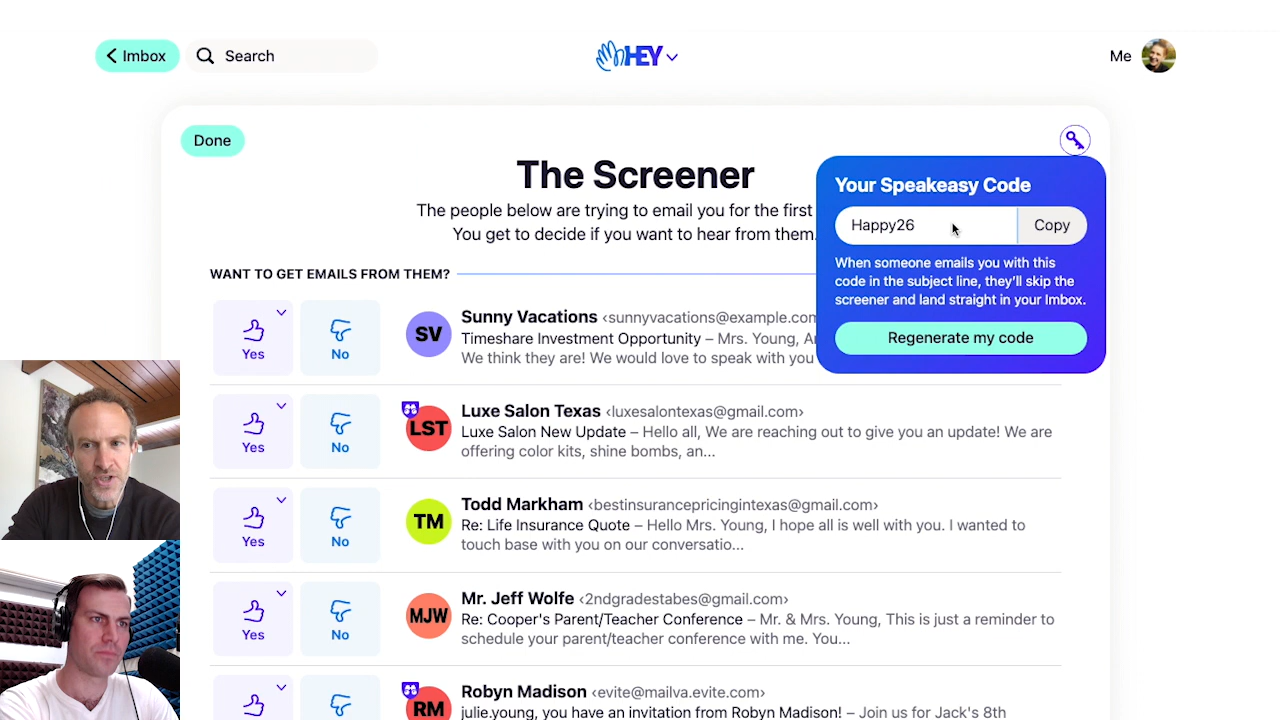 Imbox
Search
HEY
Me
Done
The Screener
The people below are trying to email you for the first
You get to decide if you want to hear from them.
Your Speakeasy Code
Happy26
Copy
When someone emails you with this
code in the subject line, they'll skip the
screener and land straight in your Imbox.
Regenerate my code
WANT TO GET EMAILS FROM THEM?
Yes
No
SV
Sunny Vacations <sunnyvacations@example.com
Timeshare Investment Opportunity – Mrs. Young,
We think they are! We would love to speak with you
Yes
No
LST
Luxe Salon Texas <luxesalontexas@gmail.com>
Luxe Salon New Update – Hello all, We are reaching out to give you an update! We are
offering color kits, shine bombs, an...
Yes
No
TM
Todd Markham <bestinsurancepricingintexas@gmail.com>
Re: Life Insurance Quote – Hello Mrs. Young, I hope all is well with you. I wanted to
touch base with you on our conversatio...
Yes
No
MJW
Mr. Jeff Wolfe <2ndgradestabes@gmail.com>
Re: Cooper's Parent/Teacher Conference – Mr. & Mrs. Young, This is just a reminder to
schedule your parent/teacher conference with me. You...
Yes
No
RM
Robyn Madison <evite@mailva.evite.com>
julie.young, you have an invitation from Robyn Madison! – Join us for Jack's 8th